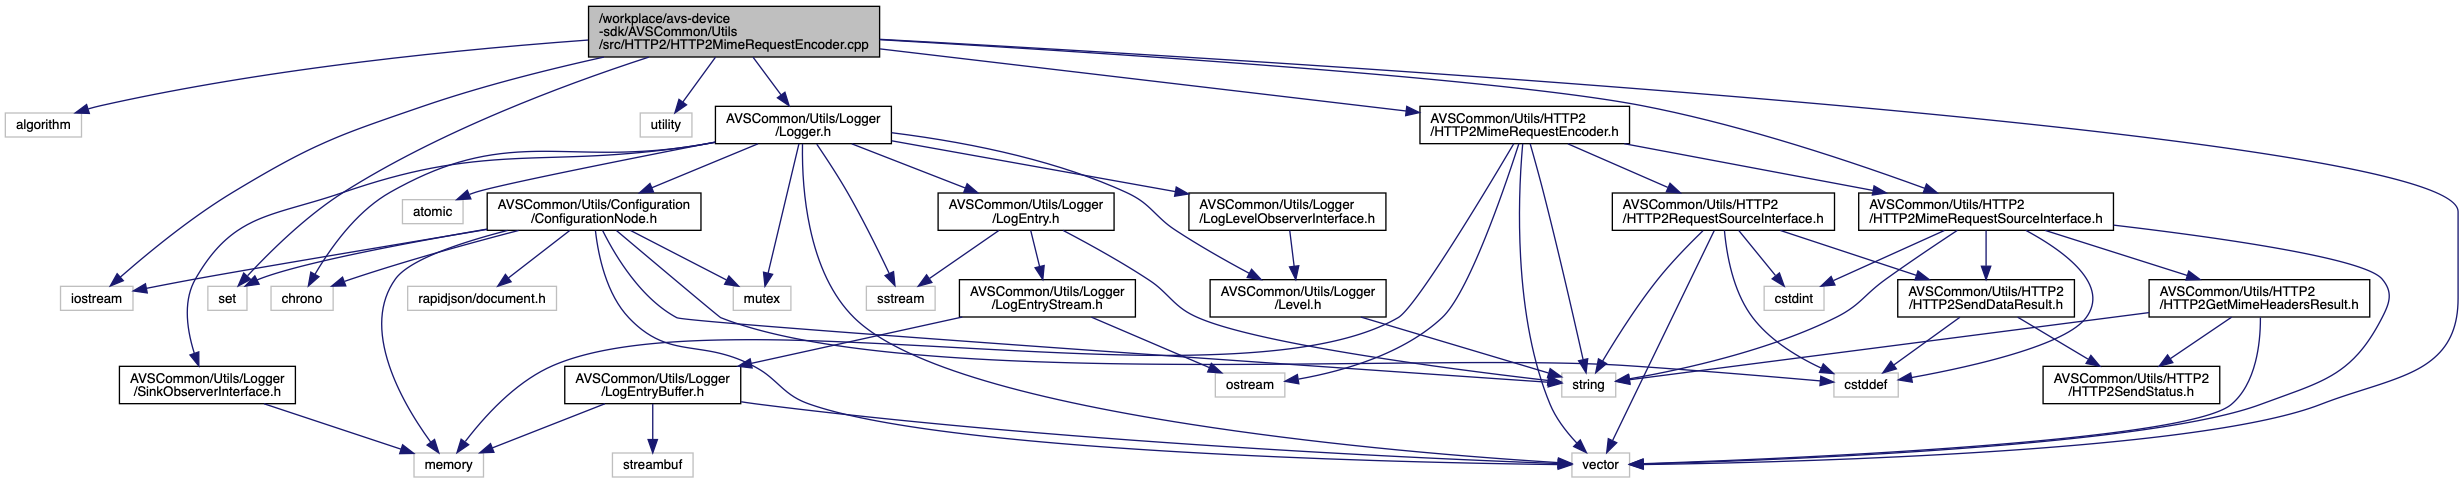 /workplace/avs-device
-sdk/AVSCommon/Utils
/src/HTTP2/HTTP2MimeRequestEncoder.cpp
algorithm
utility
AVSCommon/Utils/Logger
/Logger.h
AVSCommon/Utils/HTTP2
/HTTP2MimeRequestEncoder.h
atomic
AVSCommon/Utils/Configuration
/ConfigurationNode.h
AVSCommon/Utils/Logger
/LogEntry.h
AVSCommon/Utils/Logger
/LogLevelObserverInterface.h
AVSCommon/Utils/HTTP2
/HTTP2RequestSourceInterface.h
AVSCommon/Utils/HTTP2
/HTTP2MimeRequestSourceInterface.h
iostream
set
chrono
rapidjson/document.h
mutex
sstream
AVSCommon/Utils/Logger
/LogEntryStream.h
AVSCommon/Utils/Logger
/Level.h
cstdint
AVSCommon/Utils/HTTP2
/HTTP2SendDataResult.h
AVSCommon/Utils/HTTP2
/HTTP2GetMimeHeadersResult.h
AVSCommon/Utils/Logger
/SinkObserverInterface.h
AVSCommon/Utils/Logger
/LogEntryBuffer.h
ostream
string
cstddef
AVSCommon/Utils/HTTP2
/HTTP2SendStatus.h
memory
streambuf
vector